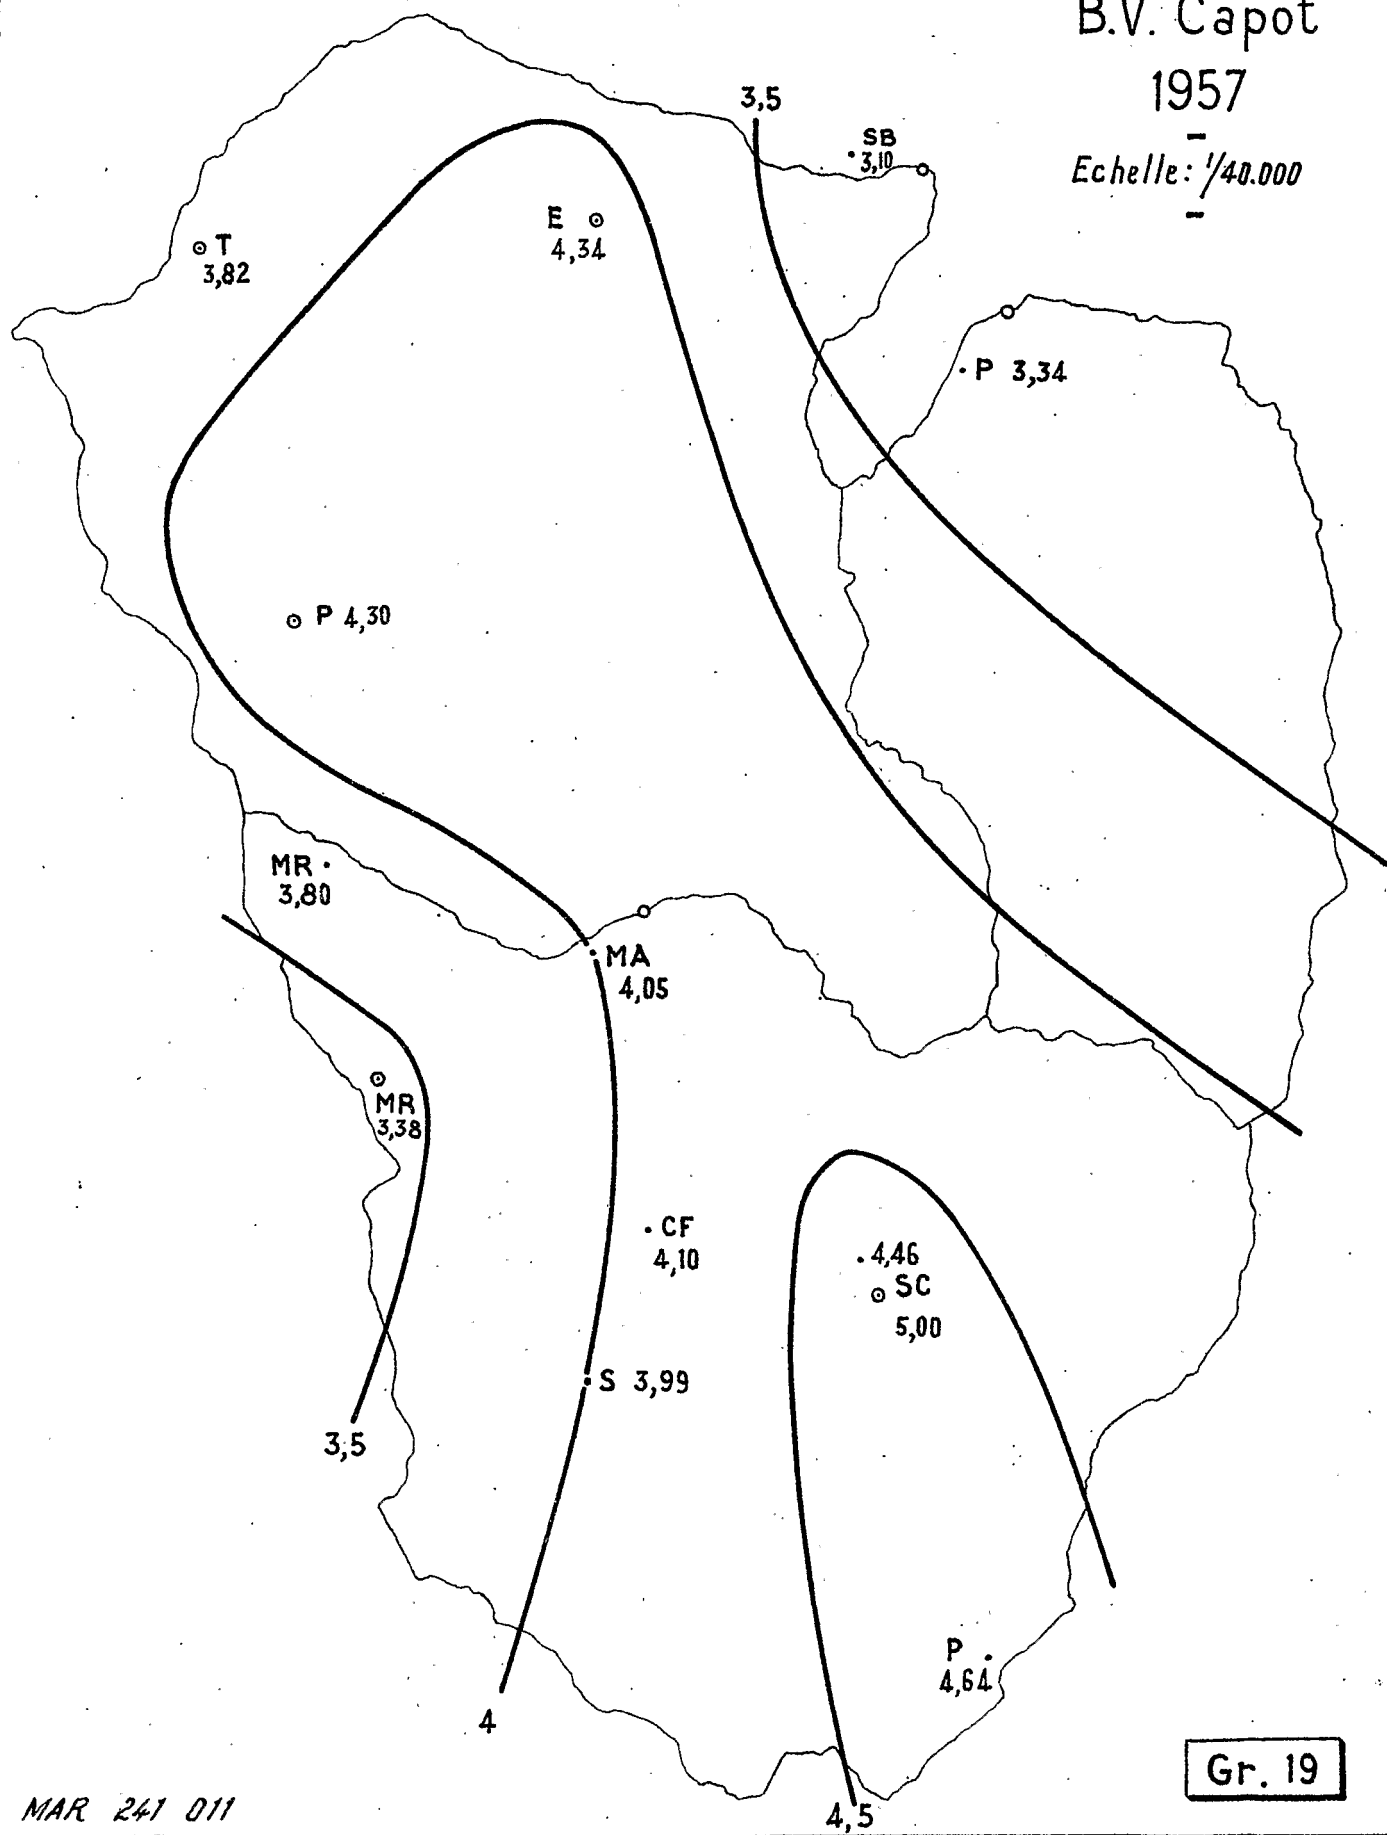 B.V. Capot
1957
Echelle: 1/40.000
3,5
SB
3,10
E
4,34
T
3,82
P 3,34
P 4,30
MR
3,80
MA
4,05
MR
3,38
CF
4,10
4,46
SC
5,00
S 3,99
3,5
P
4,64
4
Gr. 19
MAR 241 011
4,5